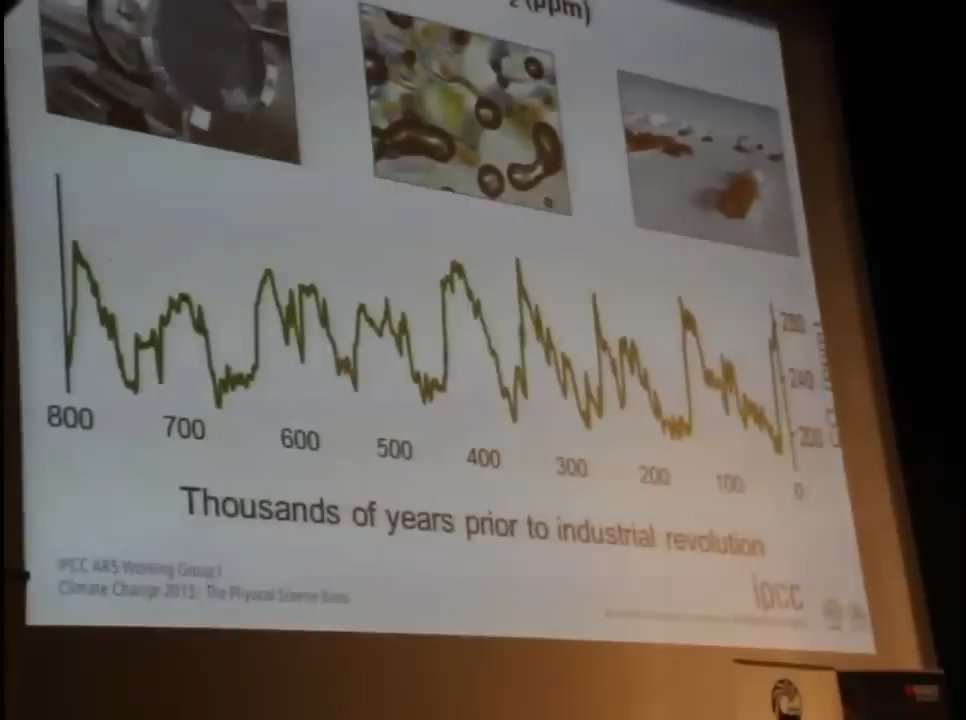 ₂ (ppm)
280
240
200
800 700 600 500 400 300 200 100 0
Thousands of years prior to industrial revolution
IPCC AR5 Working Group I
Climate Change 2013: The Physical Science Basis
ipcc